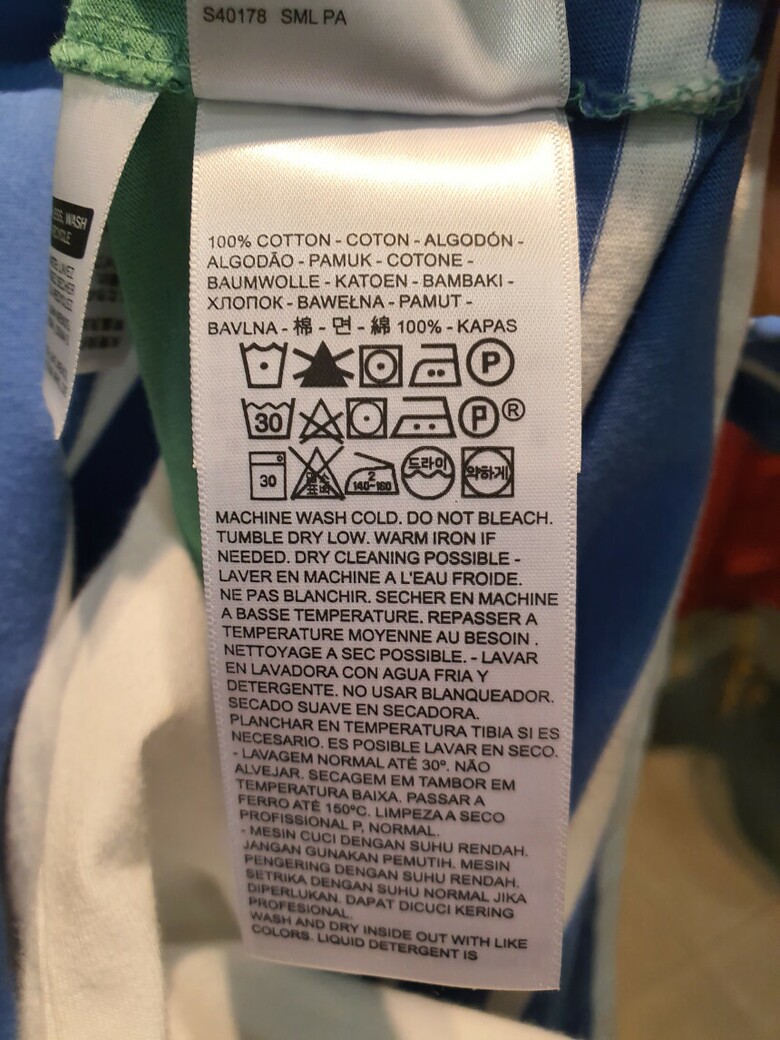 S40178 SML PA
100% COTTON - COTON - ALGODÓN -
ALGODÃO - PAMUK - COTONE -
BAUMWOLLE - KATOEN - BAMBAKI -
ХЛОПОК - BAWEŁNA - PAMUT -
BAVLNA - 棉 - 면 - 綿 100% - KAPAS
P
30 P ®
30 염소표백 2 140~160 드라이 약하게
MACHINE WASH COLD. DO NOT BLEACH.
TUMBLE DRY LOW. WARM IRON IF
NEEDED. DRY CLEANING POSSIBLE -
LAVER EN MACHINE A L'EAU FROIDE.
NE PAS BLANCHIR. SECHER EN MACHINE
A BASSE TEMPERATURE. REPASSER A
TEMPERATURE MOYENNE AU BESOIN .
NETTOYAGE A SEC POSSIBLE. - LAVAR
EN LAVADORA CON AGUA FRIA Y
DETERGENTE. NO USAR BLANQUEADOR.
SECADO SUAVE EN SECADORA.
PLANCHAR EN TEMPERATURA TIBIA SI ES
NECESARIO. ES POSIBLE LAVAR EN SECO.
- LAVAGEM NORMAL ATÉ 30º. NÃO
ALVEJAR. SECAGEM EM TAMBOR EM
TEMPERATURA BAIXA. PASSAR A
FERRO ATÉ 150ºC. LIMPEZA A SECO
PROFISSIONAL P, NORMAL.
- MESIN CUCI DENGAN SUHU RENDAH.
JANGAN GUNAKAN PEMUTIH. MESIN
PENGERING DENGAN SUHU RENDAH.
SETRIKA DENGAN SUHU NORMAL JIKA
DIPERLUKAN. DAPAT DICUCI KERING
PROFESIONAL.
WASH AND DRY INSIDE OUT WITH LIKE
COLORS. LIQUID DETERGENT IS
WASH